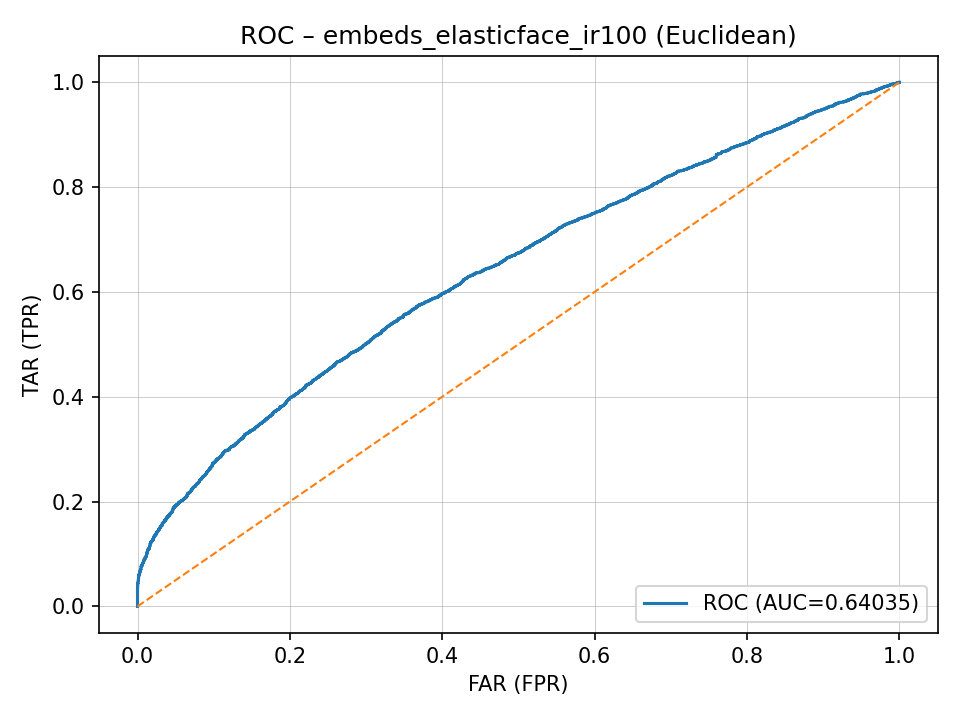 ROC – embeds_elasticface_ir100 (Euclidean)
TAR (TPR)
1.0
0.8
0.6
0.4
0.2
0.0
ROC (AUC=0.64035)
0.0 0.2 0.4 0.6 0.8 1.0
FAR (FPR)